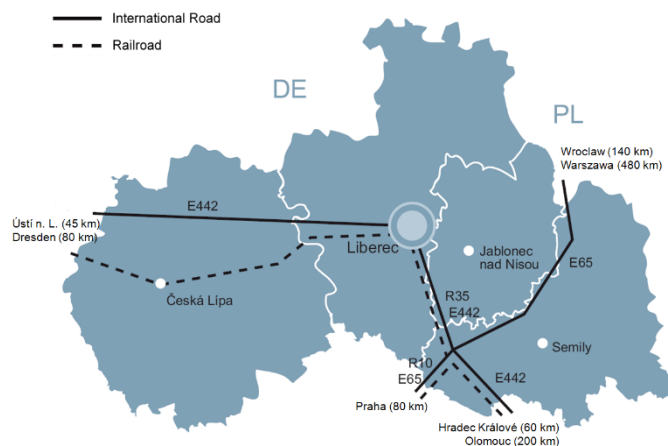 International Road
Railroad
DE
PL
Wroclaw (140 km)
Warszawa (480 km)
E442
Ústí n. L. (45 km)
Dresden (80 km)
Liberec
Jablonec
nad Nisou
E65
Česká Lípa
R35
E442
Semily
R10
E65
E442
Praha (80 km)
Hradec Králové (60 km)
Olomouc (200 km)